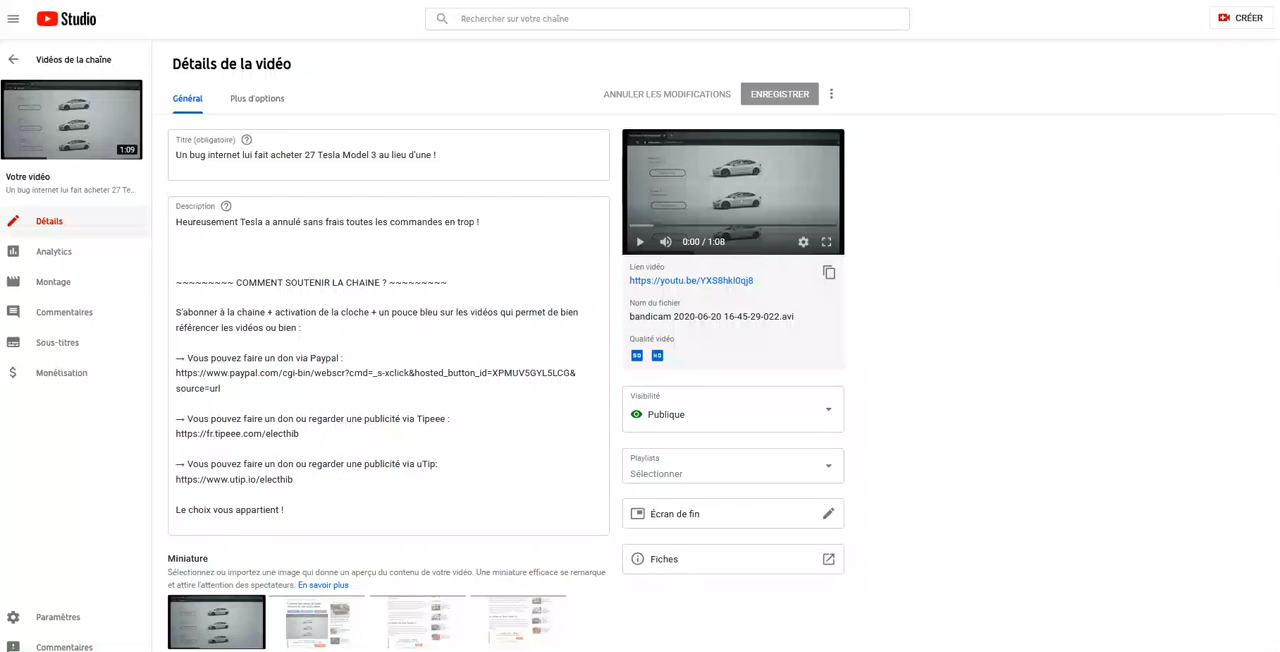 Studio
Rechercher sur votre chaîne
CRÉER
Vidéos de la chaîne
1:09
Votre vidéo
Un bug internet lui fait acheter 27 Te...
Détails
Analytics
Montage
Commentaires
Sous-titres
Monétisation
Paramètres
Commentaires
Détails de la vidéo
Général
Plus d'options
ANNULER LES MODIFICATIONS
ENREGISTRER
Titre (obligatoire)
Un bug internet lui fait acheter 27 Tesla Model 3 au lieu d'une !
Description
Heureusement Tesla a annulé sans frais toutes les commandes en trop !
~~~~~~~~~ COMMENT SOUTENIR LA CHAINE ? ~~~~~~~~~
S'abonner à la chaine + activation de la cloche + un pouce bleu sur les vidéos qui permet de bien
référencer les vidéos ou bien :
→ Vous pouvez faire un don via Paypal :
https://www.paypal.com/cgi-bin/webscr?cmd=_s-xclick&hosted_button_id=XPMUV5GYL5LCG&
source=url
→ Vous pouvez faire un don ou regarder une publicité via Tipeee :
https://fr.tipeee.com/electhib
→ Vous pouvez faire un don ou regarder une publicité via uTip:
https://www.utip.io/electhib
Le choix vous appartient !
Miniature
Sélectionnez ou importez une image qui donne un aperçu du contenu de votre vidéo. Une miniature efficace se remarque
et attire l'attention des spectateurs. En savoir plus
0:00 / 1:08
Lien vidéo
https://youtu.be/YXS8hkl0qj8
Nom du fichier
bandicam 2020-06-20 16-45-29-022.avi
Qualité vidéo
SD HD
Visibilité
Publique
Playlists
Sélectionner
Écran de fin
Fiches